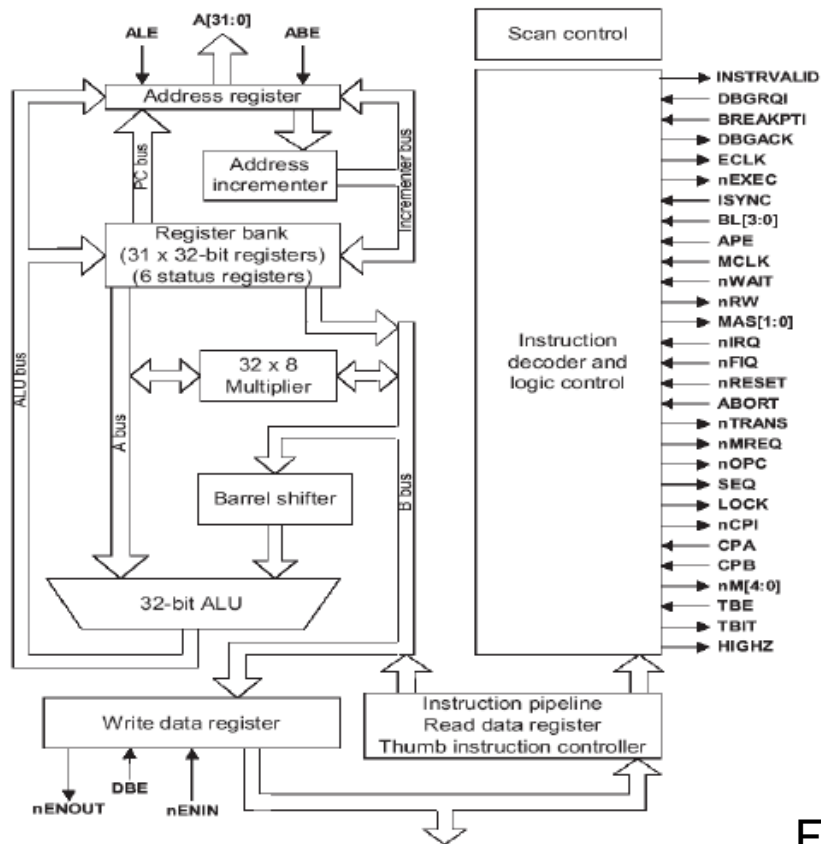 A[31:0]
ALE
ABE
Address register
PC bus
Incrementer bus
Address
incrementer
Register bank
(31 x 32-bit registers)
(6 status registers)
ALU bus
A bus
32 x 8
Multiplier
B bus
Barrel shifter
32-bit ALU
Write data register
nENOUT
DBE
nENIN
Instruction pipeline
Read data register
Thumb instruction controller
Scan control
Instruction
decoder and
logic control
INSTRVALID
DBGRQI
BREAKPTI
DBGACK
ECLK
nEXEC
ISYNC
BL[3:0]
APE
MCLK
nWAIT
nRW
MAS[1:0]
nIRQ
nFIQ
nRESET
ABORT
nTRANS
nMREQ
nOPC
SEQ
LOCK
nCPI
CPA
CPB
nM[4:0]
TBE
TBIT
HIGHZ